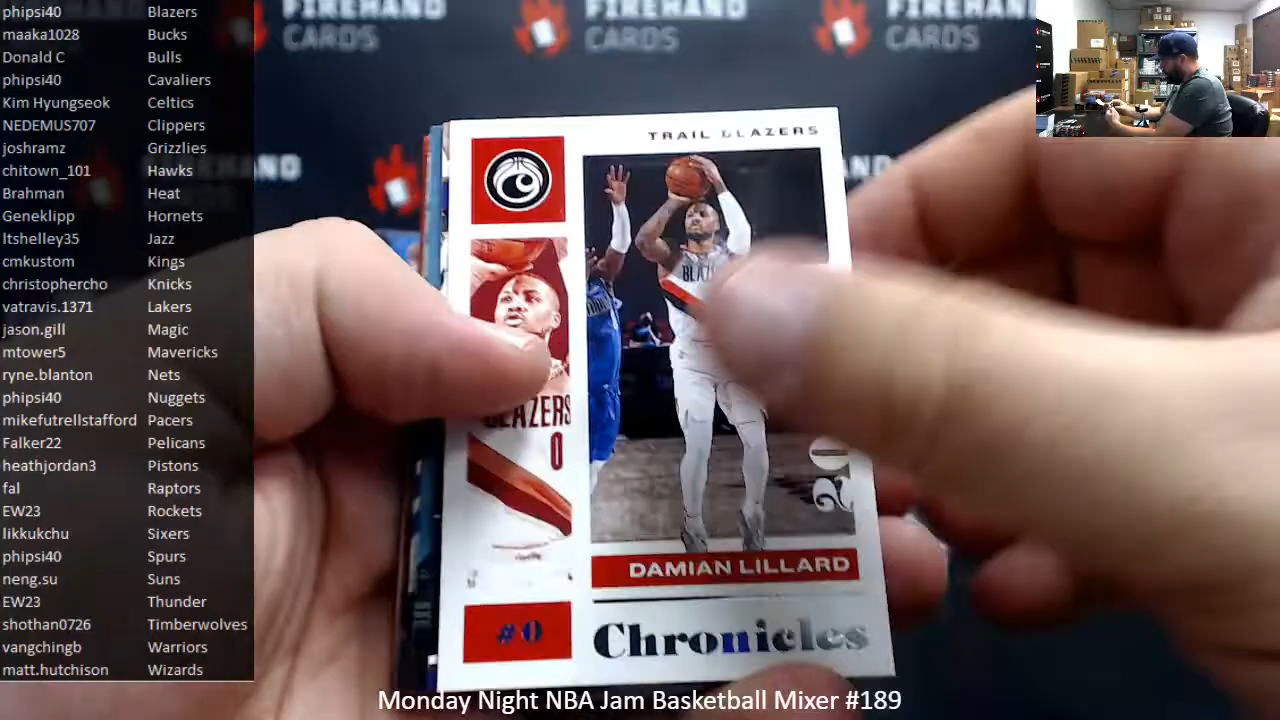 phipsi40 Blazers
maaka1028 Bucks
Donald C Bulls
phipsi40 Cavaliers
Kim Hyungseok Celtics
NEDEMUS707 Clippers
joshramz Grizzlies
chitown_101 Hawks
Brahman Heat
Geneklipp Hornets
ltshelley35 Jazz
cmkustom Kings
christophercho Knicks
vatravis.1371 Lakers
jason.gill Magic
mtower5 Mavericks
ryne.blanton Nets
phipsi40 Nuggets
mikefutrellstafford Pacers
Falker22 Pelicans
heathjordan3 Pistons
fal Raptors
EW23 Rockets
likkukchu Sixers
phipsi40 Spurs
neng.su Suns
EW23 Thunder
shothan0726 Timberwolves
vangchingb Warriors
matt.hutchison Wizards
FIREHAND
CARDS
FIREHAND
CARDS
FIREHAND
CARDS
TRAIL BLAZERS
BLAZERS
0
DAMIAN LILLARD
#0
Chronicles
Monday Night NBA Jam Basketball Mixer #189